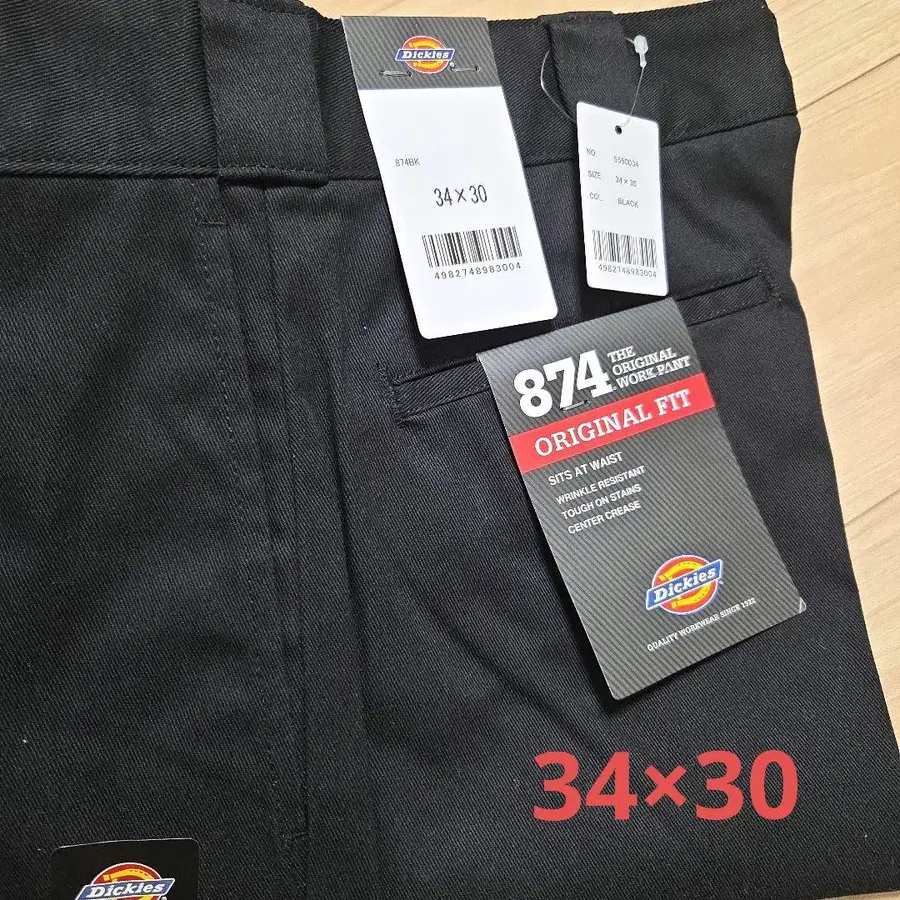 Dickies
874BK
34×30
4982748983004
NO. 5550034
SIZE 34×30
COL. BLACK
4982748983004
874 THE
ORIGINAL
WORK PANT
ORIGINAL FIT
SITS AT WAIST
WRINKLE RESISTANT
TOUGH ON STAINS
CENTER CREASE
Dickies
QUALITY WORKWEAR SINCE 1922
34×30
Dickies